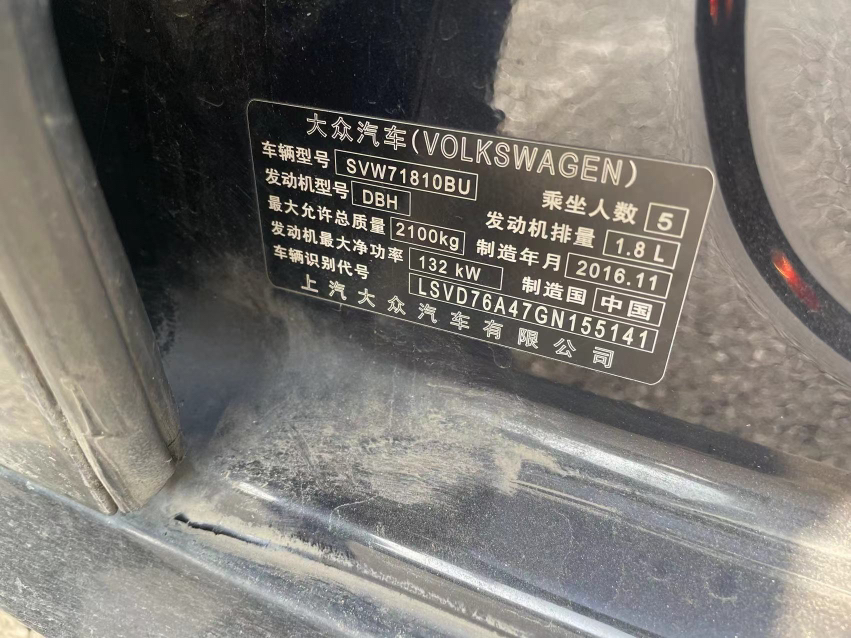 大众汽车(VOLKSWAGEN)
车辆型号 SVW71810BU 乘坐人数 5
发动机型号 DBH 发动机排量 1.8 L
最大允许总质量 2100kg 制造年月 2016.11
发动机最大净功率 132 kW 制造国 中国
车辆识别代号 LSVD76A47GN155141
上汽大众汽车有限公司